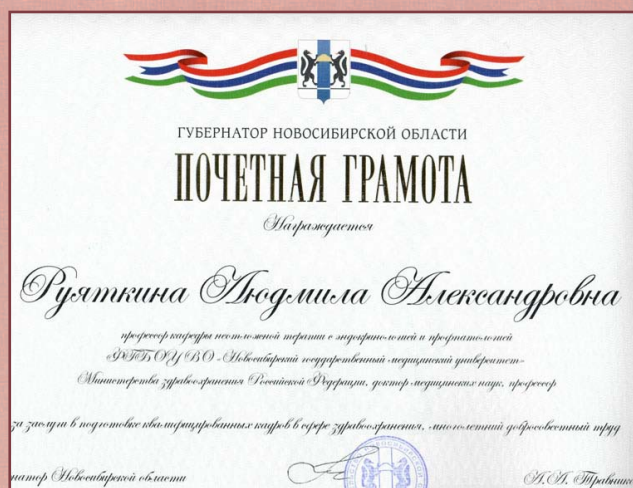 ГУБЕРНАТОР НОВОСИБИРСКОЙ ОБЛАСТИ
ПОЧЕТНАЯ ГРАМОТА
Награждается
Руяткина Людмила Александровна
профессор кафедры неотложной терапии с эндокринологией и профпатологией
ФГБОУ ВО «Новосибирский государственный медицинский университет»
Министерства здравоохранения Российской Федерации, доктор медицинских наук, профессор
за заслуги в подготовке квалифицированных кадров в сфере здравоохранения, многолетний добросовестный труд
натор Новосибирской области
А.А. Травнико